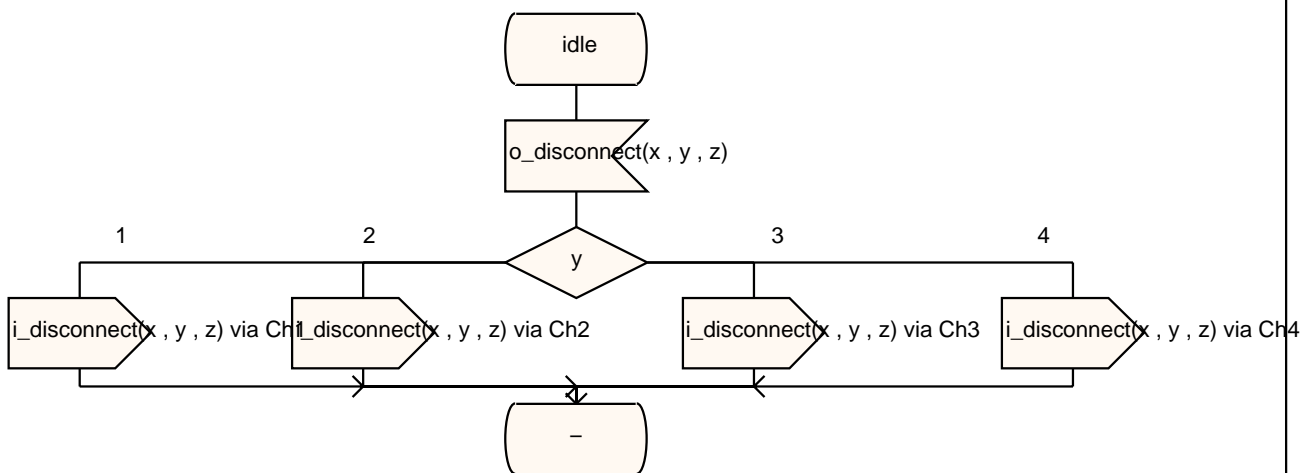 idle
o_disconnect(x , y , z)
1
2
3
4
y
i_disconnect(x , y , z) via Ch1
i_disconnect(x , y , z) via Ch2
i_disconnect(x , y , z) via Ch3
i_disconnect(x , y , z) via Ch4
–